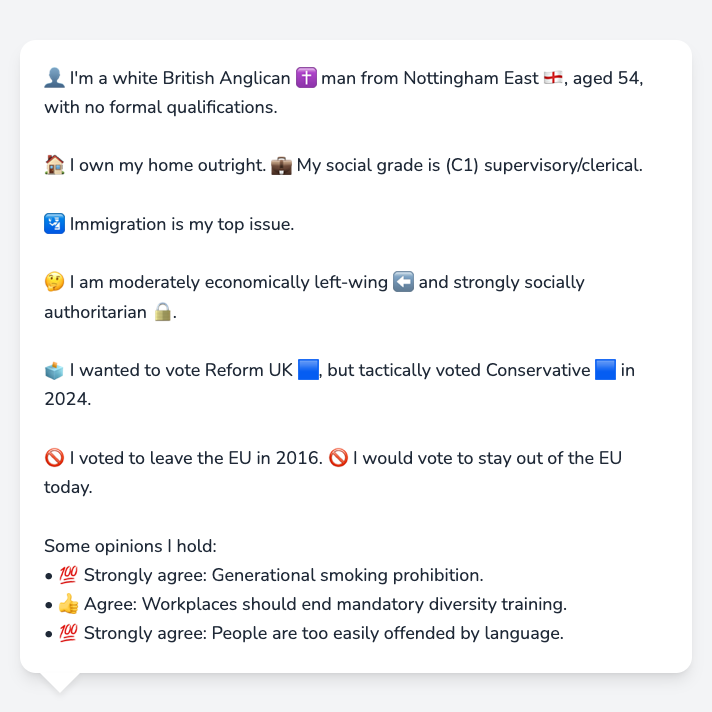 👤 I'm a white British Anglican ✝️ man from Nottingham East 🏴󠁧󠁢󠁥󠁮󠁧󠁿, aged 54,
with no formal qualifications.
🏠 I own my home outright. 💼 My social grade is (C1) supervisory/clerical.
🛂 Immigration is my top issue.
🤔 I am moderately economically left-wing ⬅️ and strongly socially
authoritarian 🔒.
🗳️ I wanted to vote Reform UK 🟦, but tactically voted Conservative 🟦 in
2024.
🚫 I voted to leave the EU in 2016. 🚫 I would vote to stay out of the EU
today.
Some opinions I hold:
• 💯 Strongly agree: Generational smoking prohibition.
• 👍 Agree: Workplaces should end mandatory diversity training.
• 💯 Strongly agree: People are too easily offended by language.